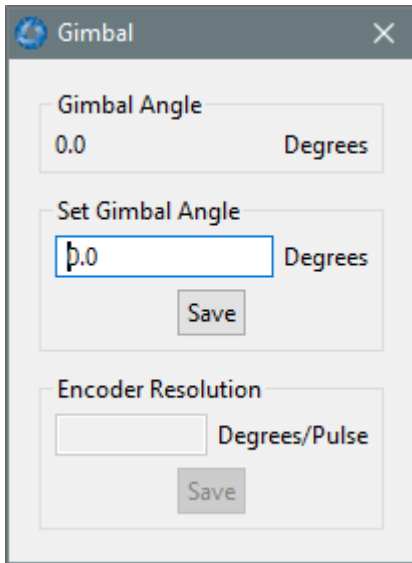 Gimbal
Gimbal Angle
0.0 Degrees
Set Gimbal Angle
0.0 Degrees
Save
Encoder Resolution
Degrees/Pulse
Save